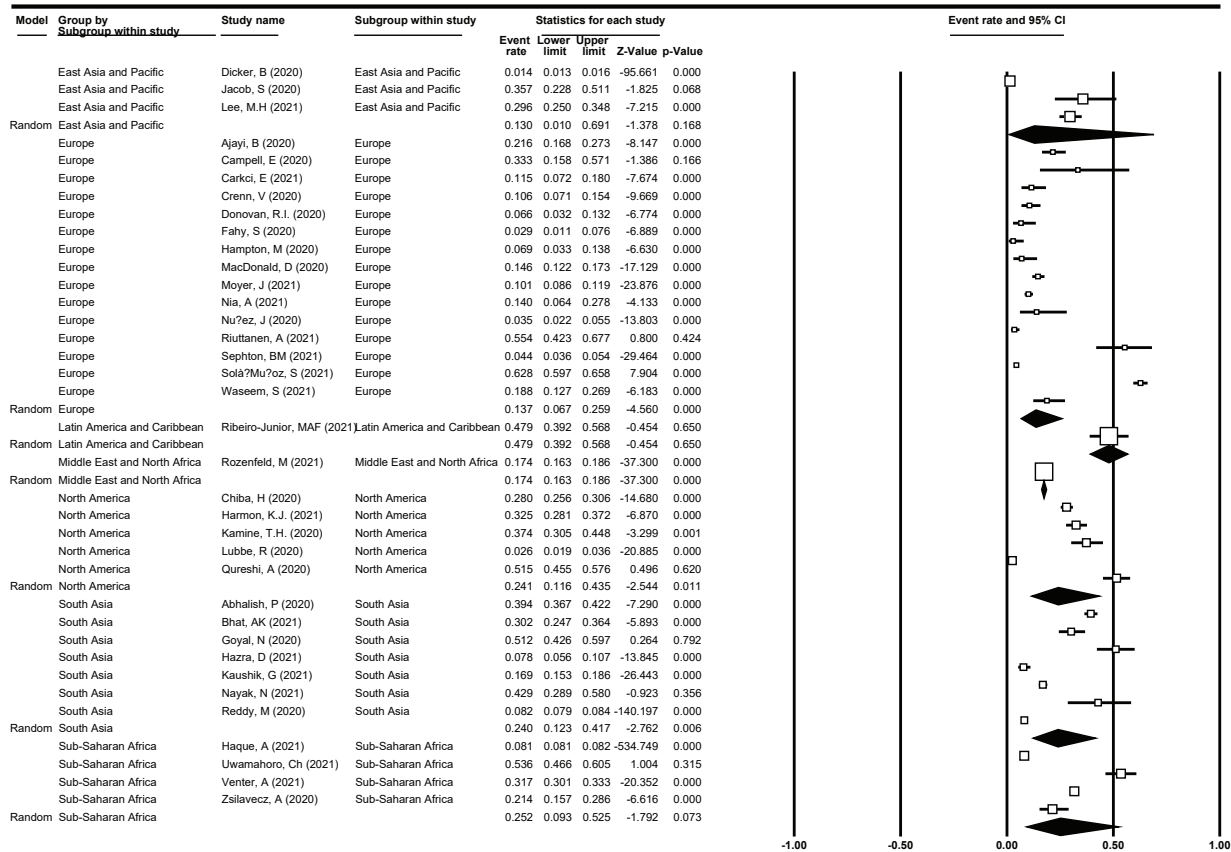 Model Group by Study name Subgroup within study Statistics for each study Event rate and 95% CI
Subgroup within study
Event Lower Upper
rate limit limit Z-Value p-Value
East Asia and Pacific Dicker, B (2020) East Asia and Pacific 0.014 0.013 0.016 -95.661 0.000
East Asia and Pacific Jacob, S (2020) East Asia and Pacific 0.357 0.228 0.511 -1.825 0.068
East Asia and Pacific Lee, M.H (2021) East Asia and Pacific 0.296 0.250 0.348 -7.215 0.000
Random East Asia and Pacific 0.130 0.010 0.691 -1.378 0.168
Europe Ajayi, B (2020) Europe 0.216 0.168 0.273 -8.147 0.000
Europe Campell, E (2020) Europe 0.333 0.158 0.571 -1.386 0.166
Europe Carkci, E (2021) Europe 0.115 0.072 0.180 -7.674 0.000
Europe Crenn, V (2020) Europe 0.106 0.071 0.154 -9.669 0.000
Europe Donovan, R.I. (2020) Europe 0.066 0.032 0.132 -6.774 0.000
Europe Fahy, S (2020) Europe 0.029 0.011 0.076 -6.889 0.000
Europe Hampton, M (2020) Europe 0.069 0.033 0.138 -6.630 0.000
Europe MacDonald, D (2020) Europe 0.146 0.122 0.173 -17.129 0.000
Europe Moyer, J (2021) Europe 0.101 0.086 0.119 -23.876 0.000
Europe Nia, A (2021) Europe 0.140 0.064 0.278 -4.133 0.000
Europe Nu?ez, J (2020) Europe 0.035 0.022 0.055 -13.803 0.000
Europe Riuttanen, A (2021) Europe 0.554 0.423 0.677 0.800 0.424
Europe Sephton, BM (2021) Europe 0.044 0.036 0.054 -29.464 0.000
Europe Solà?Mu?oz, S (2021) Europe 0.628 0.597 0.658 7.904 0.000
Europe Waseem, S (2021) Europe 0.188 0.127 0.269 -6.183 0.000
Random Europe 0.137 0.067 0.259 -4.560 0.000
Latin America and Caribbean Ribeiro-Junior, MAF (2021) Latin America and Caribbean 0.479 0.392 0.568 -0.454 0.650
Random Latin America and Caribbean 0.479 0.392 0.568 -0.454 0.650
Middle East and North Africa Rozenfeld, M (2021) Middle East and North Africa 0.174 0.163 0.186 -37.300 0.000
Random Middle East and North Africa 0.174 0.163 0.186 -37.300 0.000
North America Chiba, H (2020) North America 0.280 0.256 0.306 -14.680 0.000
North America Harmon, K.J. (2021) North America 0.325 0.281 0.372 -6.870 0.000
North America Kamine, T.H. (2020) North America 0.374 0.305 0.448 -3.299 0.001
North America Lubbe, R (2020) North America 0.026 0.019 0.036 -20.885 0.000
North America Qureshi, A (2020) North America 0.515 0.455 0.576 0.496 0.620
Random North America 0.241 0.116 0.435 -2.544 0.011
South Asia Abhalish, P (2020) South Asia 0.394 0.367 0.422 -7.290 0.000
South Asia Bhat, AK (2021) South Asia 0.302 0.247 0.364 -5.893 0.000
South Asia Goyal, N (2020) South Asia 0.512 0.426 0.597 0.264 0.792
South Asia Hazra, D (2021) South Asia 0.078 0.056 0.107 -13.845 0.000
South Asia Kaushik, G (2021) South Asia 0.169 0.153 0.186 -26.443 0.000
South Asia Nayak, N (2021) South Asia 0.429 0.289 0.580 -0.923 0.356
South Asia Reddy, M (2020) South Asia 0.082 0.079 0.084 -140.197 0.000
Random South Asia 0.240 0.123 0.417 -2.762 0.006
Sub-Saharan Africa Haque, A (2021) Sub-Saharan Africa 0.081 0.081 0.082 -534.749 0.000
Sub-Saharan Africa Uwamahoro, Ch (2021) Sub-Saharan Africa 0.536 0.466 0.605 1.004 0.315
Sub-Saharan Africa Venter, A (2021) Sub-Saharan Africa 0.317 0.301 0.333 -20.352 0.000
Sub-Saharan Africa Zsilavecz, A (2020) Sub-Saharan Africa 0.214 0.157 0.286 -6.616 0.000
Random Sub-Saharan Africa 0.252 0.093 0.525 -1.792 0.073
-1.00 -0.50 0.00 0.50 1.00